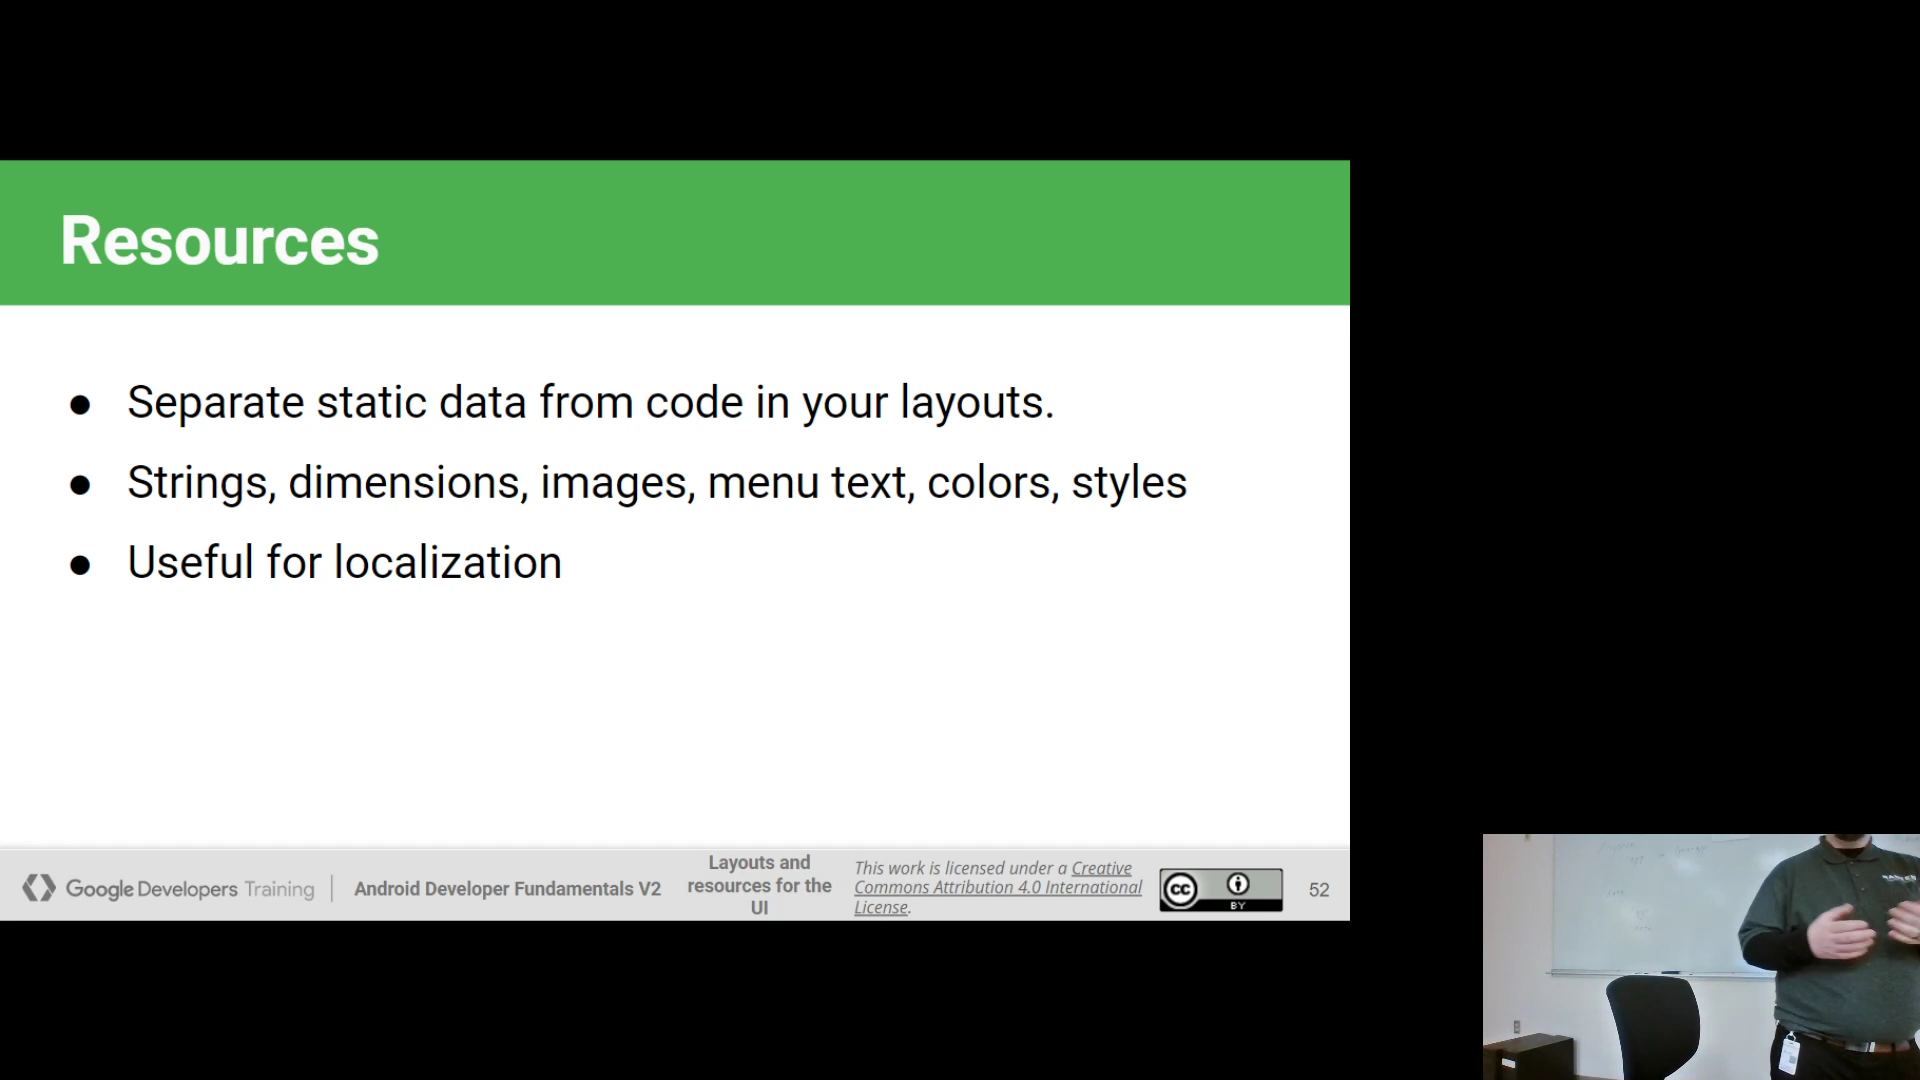 Resources
● Separate static data from code in your layouts.
● Strings, dimensions, images, menu text, colors, styles
● Useful for localization
Google Developers Training
Android Developer Fundamentals V2
Layouts and
resources for the
UI
This work is licensed under a Creative
Commons Attribution 4.0 International
License.
cc
BY
52